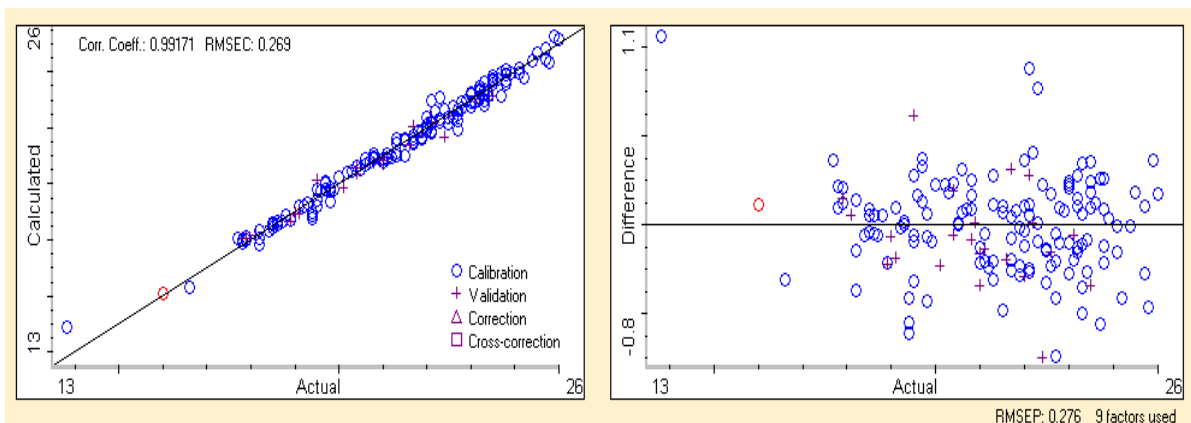 26
Corr. Coeff.: 0.99171 RMSEC: 0.269
Calculated
Calibration
Validation
Correction
Cross-correction
13
13
Actual
26
1.1
Difference
-0.8
13
Actual
26
RMSEP: 0.276 9 factors used